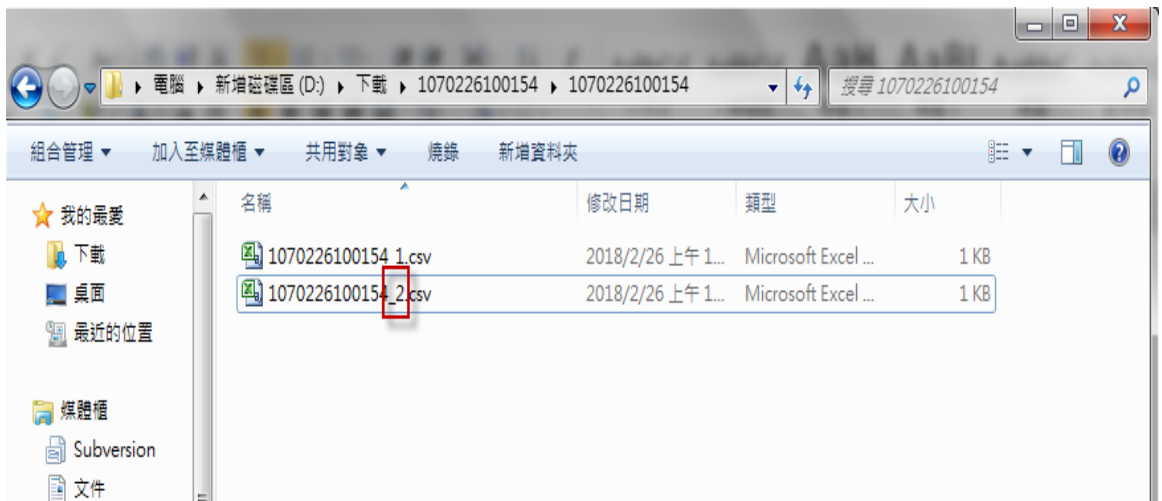 電腦 ▸ 新增磁碟區 (D:) ▸ 下載 ▸ 1070226100154 ▸ 1070226100154
搜尋 1070226100154
組合管理 加入至媒體櫃 共用對象 燒錄 新增資料夾
我的最愛
下載
桌面
最近的位置
媒體櫃
Subversion
文件
名稱 修改日期 類型 大小
1070226100154_1.csv 2018/2/26 上午 1... Microsoft Excel ... 1 KB
1070226100154_2.csv 2018/2/26 上午 1... Microsoft Excel ... 1 KB